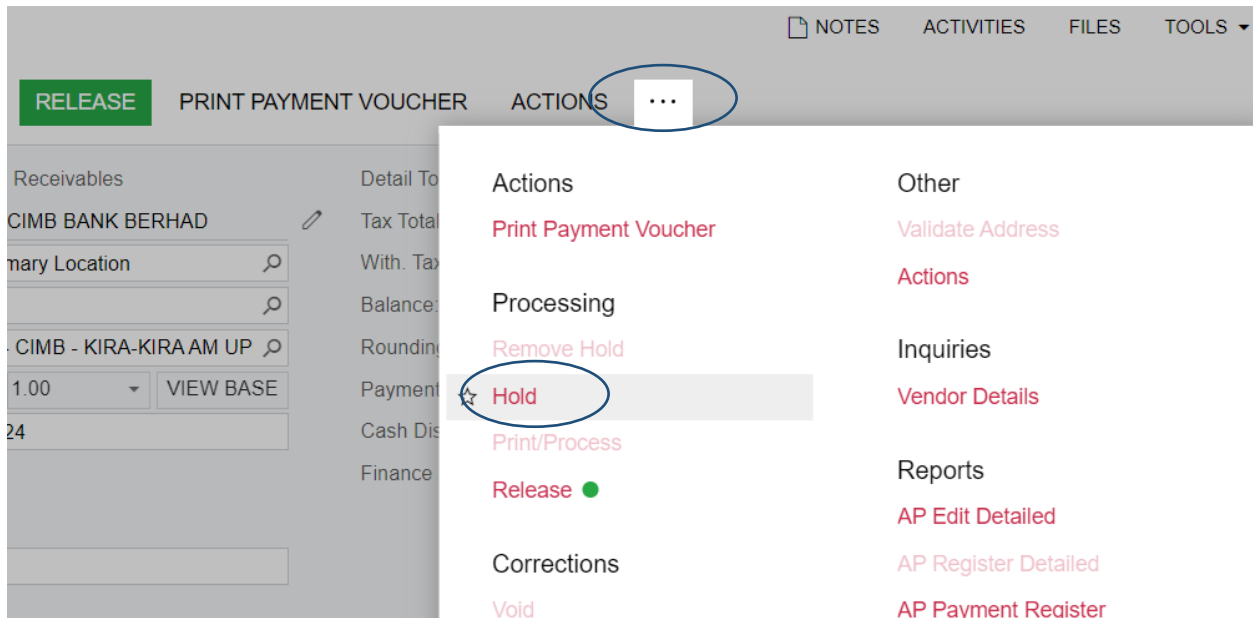 NOTES ACTIVITIES FILES TOOLS
RELEASE PRINT PAYMENT VOUCHER ACTIONS ...
Receivables
CIMB BANK BERHAD
mary Location
- CIMB - KIRA-KIRA AM UP
1.00 VIEW BASE
24
Detail To
Tax Total
With. Tax
Balance:
Rounding
Payment
Cash Dis
Finance
Actions
Print Payment Voucher
Processing
Remove Hold
Hold
Print/Process
Release
Corrections
Void
Other
Validate Address
Actions
Inquiries
Vendor Details
Reports
AP Edit Detailed
AP Register Detailed
AP Payment Register